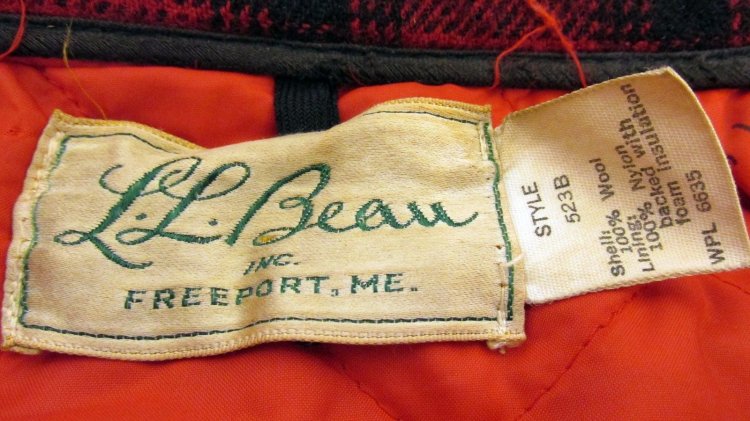 L.L. Bean
INC.
FREEPORT, ME.
STYLE
523B
Shell:
100% Wool
Lining:
100% Nylon
backed with
foam insulation
WPL 6635